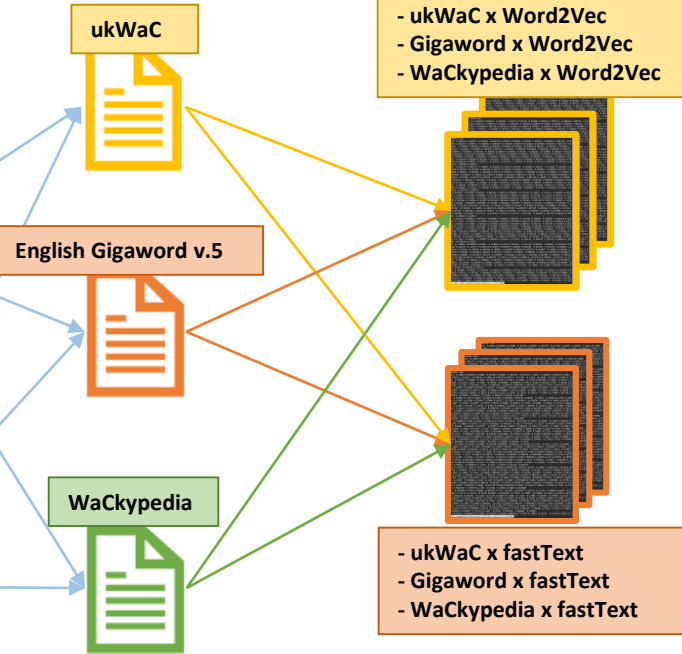 ukWaC
- ukWaC x Word2Vec
- Gigaword x Word2Vec
- WaCkypedia x Word2Vec
English Gigaword v.5
WaCkypedia
- ukWaC x fastText
- Gigaword x fastText
- WaCkypedia x fastText